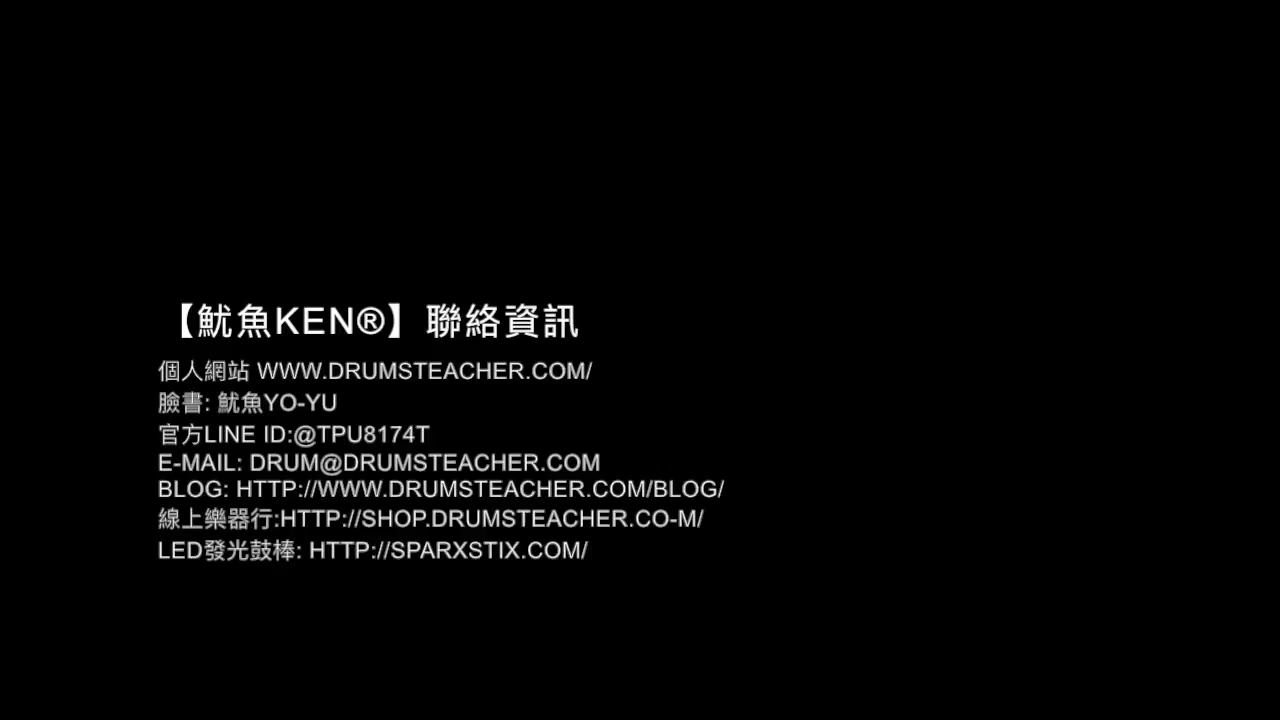 【魷魚KEN®】聯絡資訊
個人網站 WWW.DRUMSTEACHER.COM/
臉書: 魷魚YO-YU
官方LINE ID:@TPU8174T
E-MAIL: DRUM@DRUMSTEACHER.COM
BLOG: HTTP://WWW.DRUMSTEACHER.COM/BLOG/
線上樂器行:HTTP://SHOP.DRUMSTEACHER.CO-M/
LED發光鼓棒: HTTP://SPARXSTIX.COM/